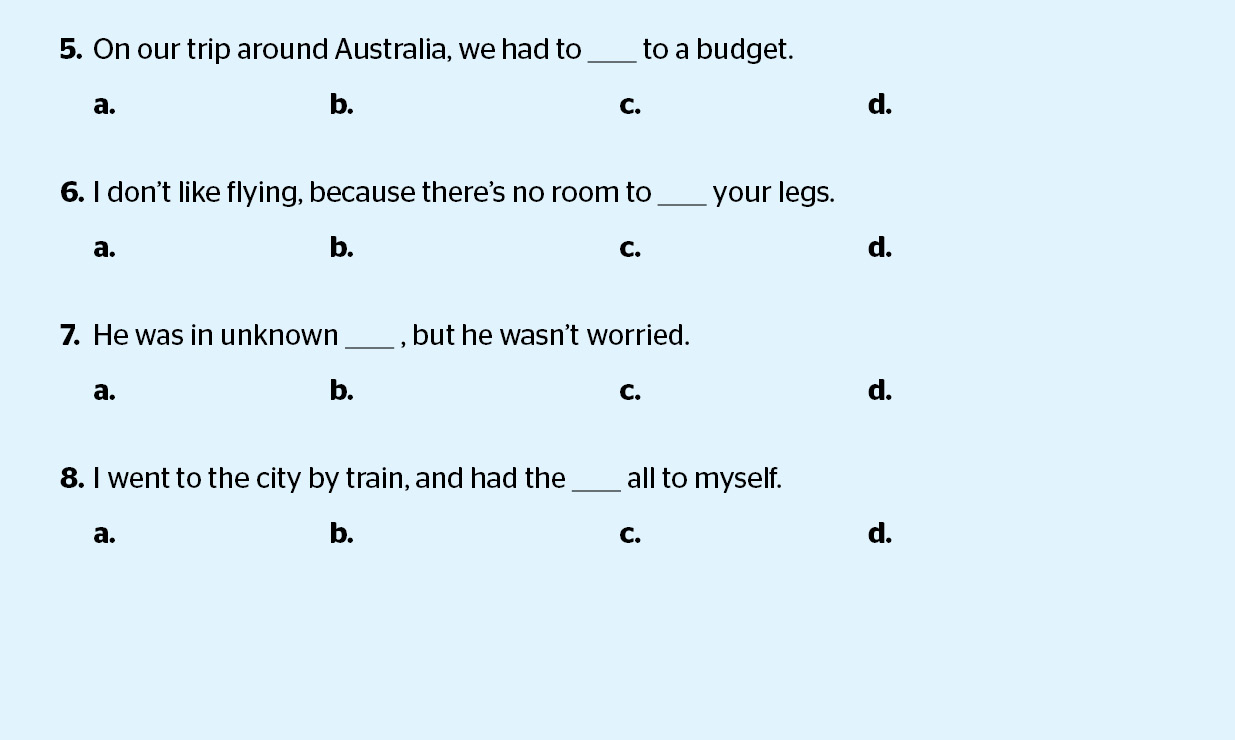 5. On our trip around Australia, we had to ____ to a budget.
a. b. c. d.
6. I don’t like flying, because there’s no room to ____ your legs.
a. b. c. d.
7. He was in unknown ____ , but he wasn’t worried.
a. b. c. d.
8. I went to the city by train, and had the ____ all to myself.
a. b. c. d.